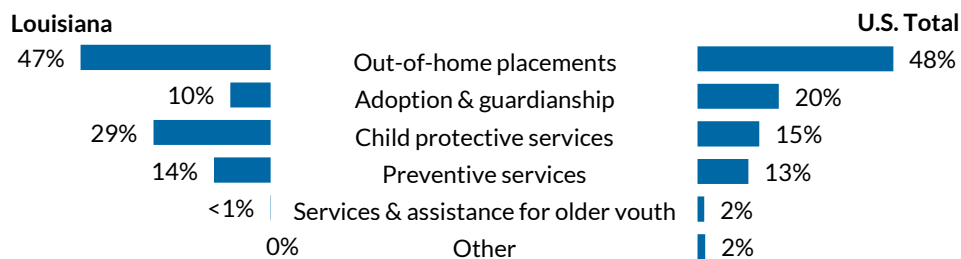 Louisiana U.S. Total
47% Out-of-home placements 48%
10% Adoption & guardianship 20%
29% Child protective services 15%
14% Preventive services 13%
<1% Services & assistance for older youth 2%
0% Other 2%